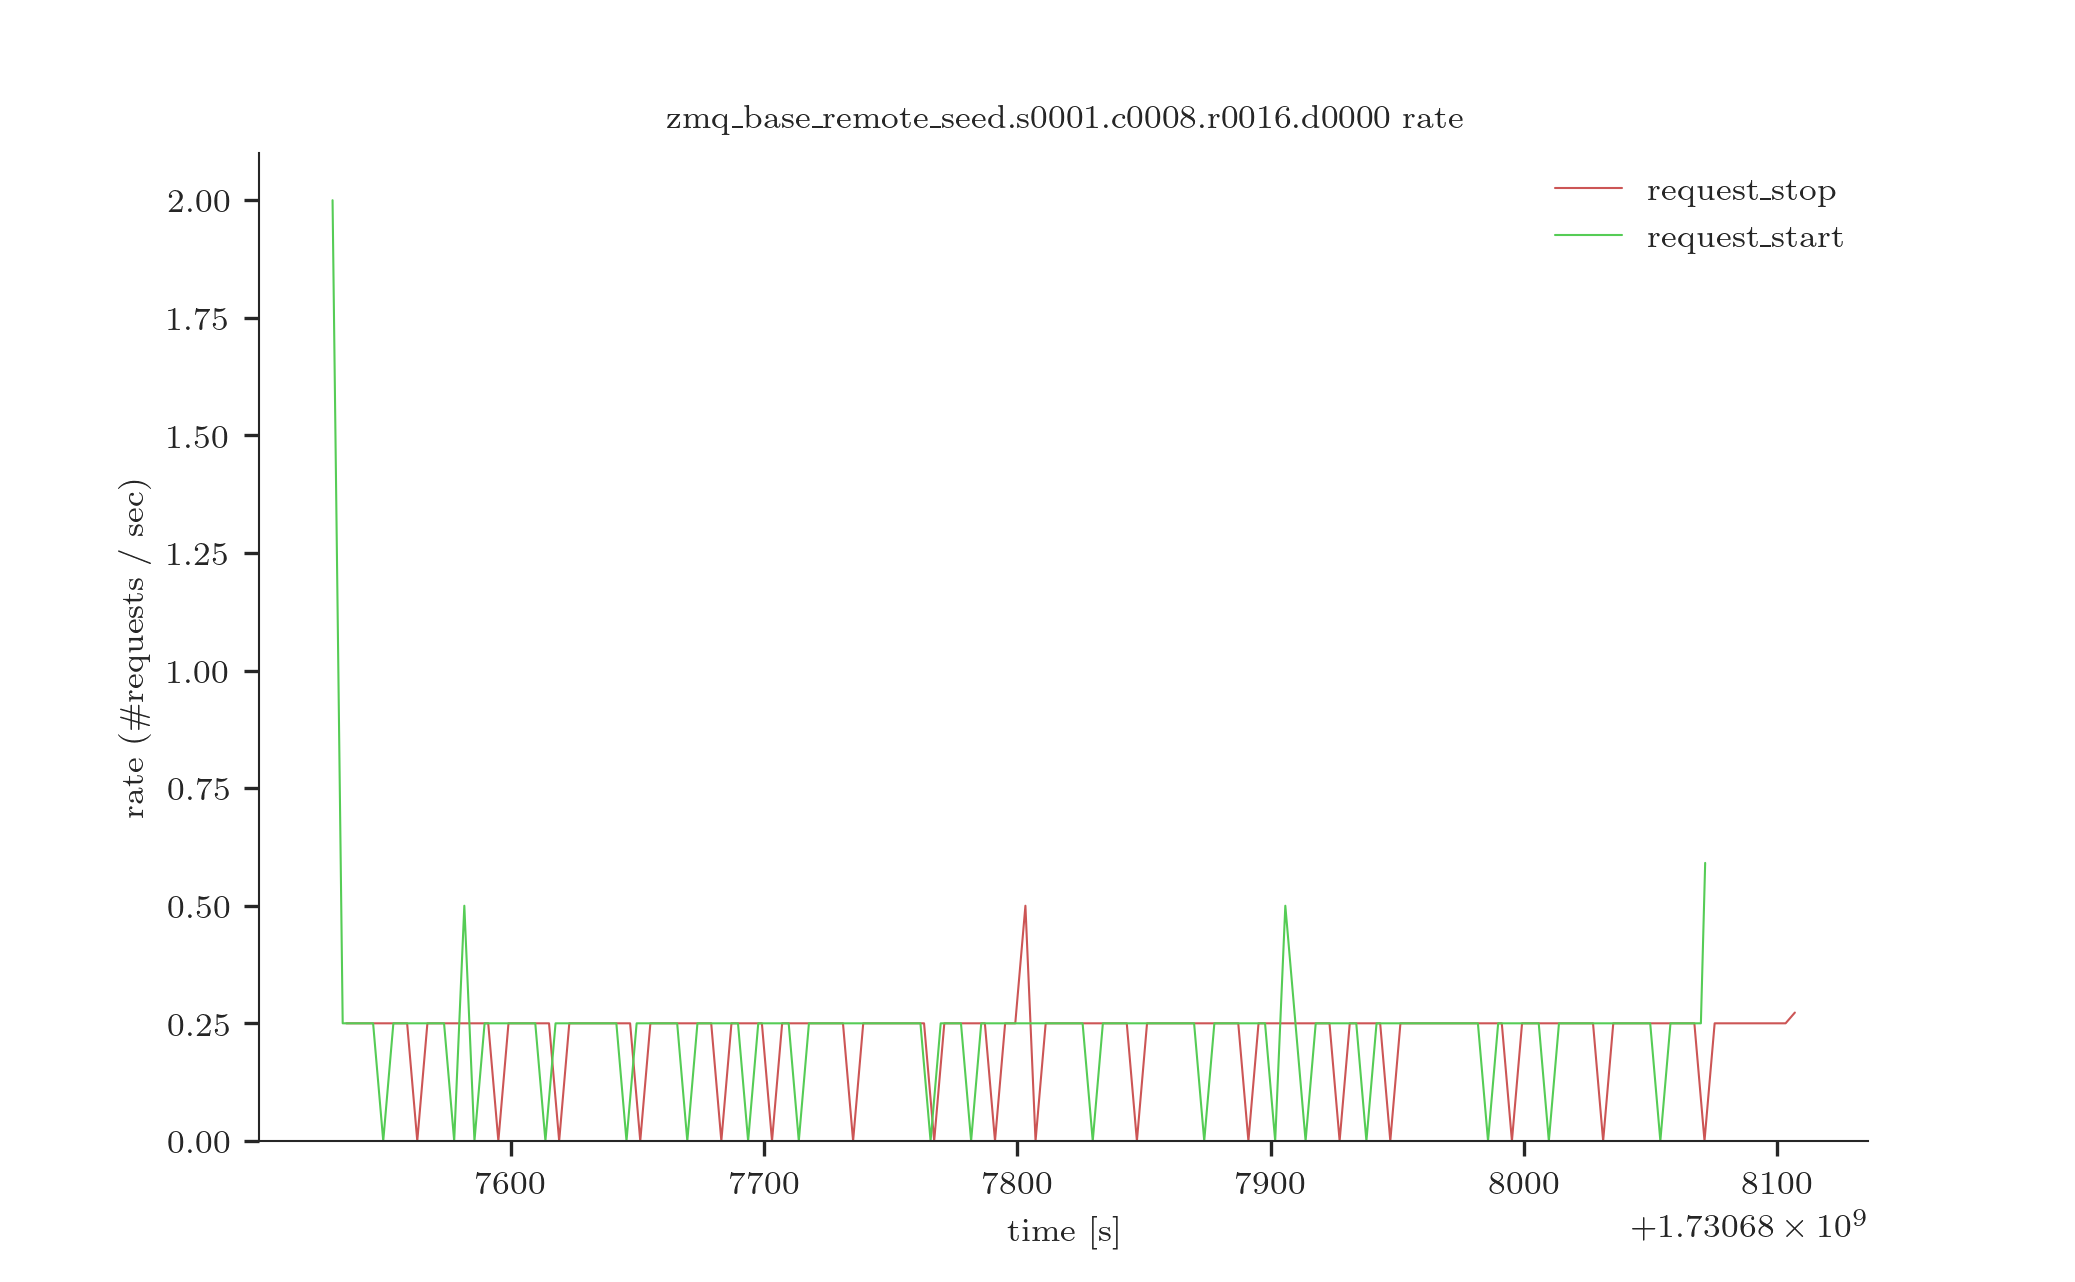 zmq_base_remote_seed.s0001.c0008.r0016.d0000 rate
request_stop
request_start
rate (#requests / sec)
2.00
1.75
1.50
1.25
1.00
0.75
0.50
0.25
0.00
7600 7700 7800 7900 8000 8100
time [s]
+1.73068 × 10⁹